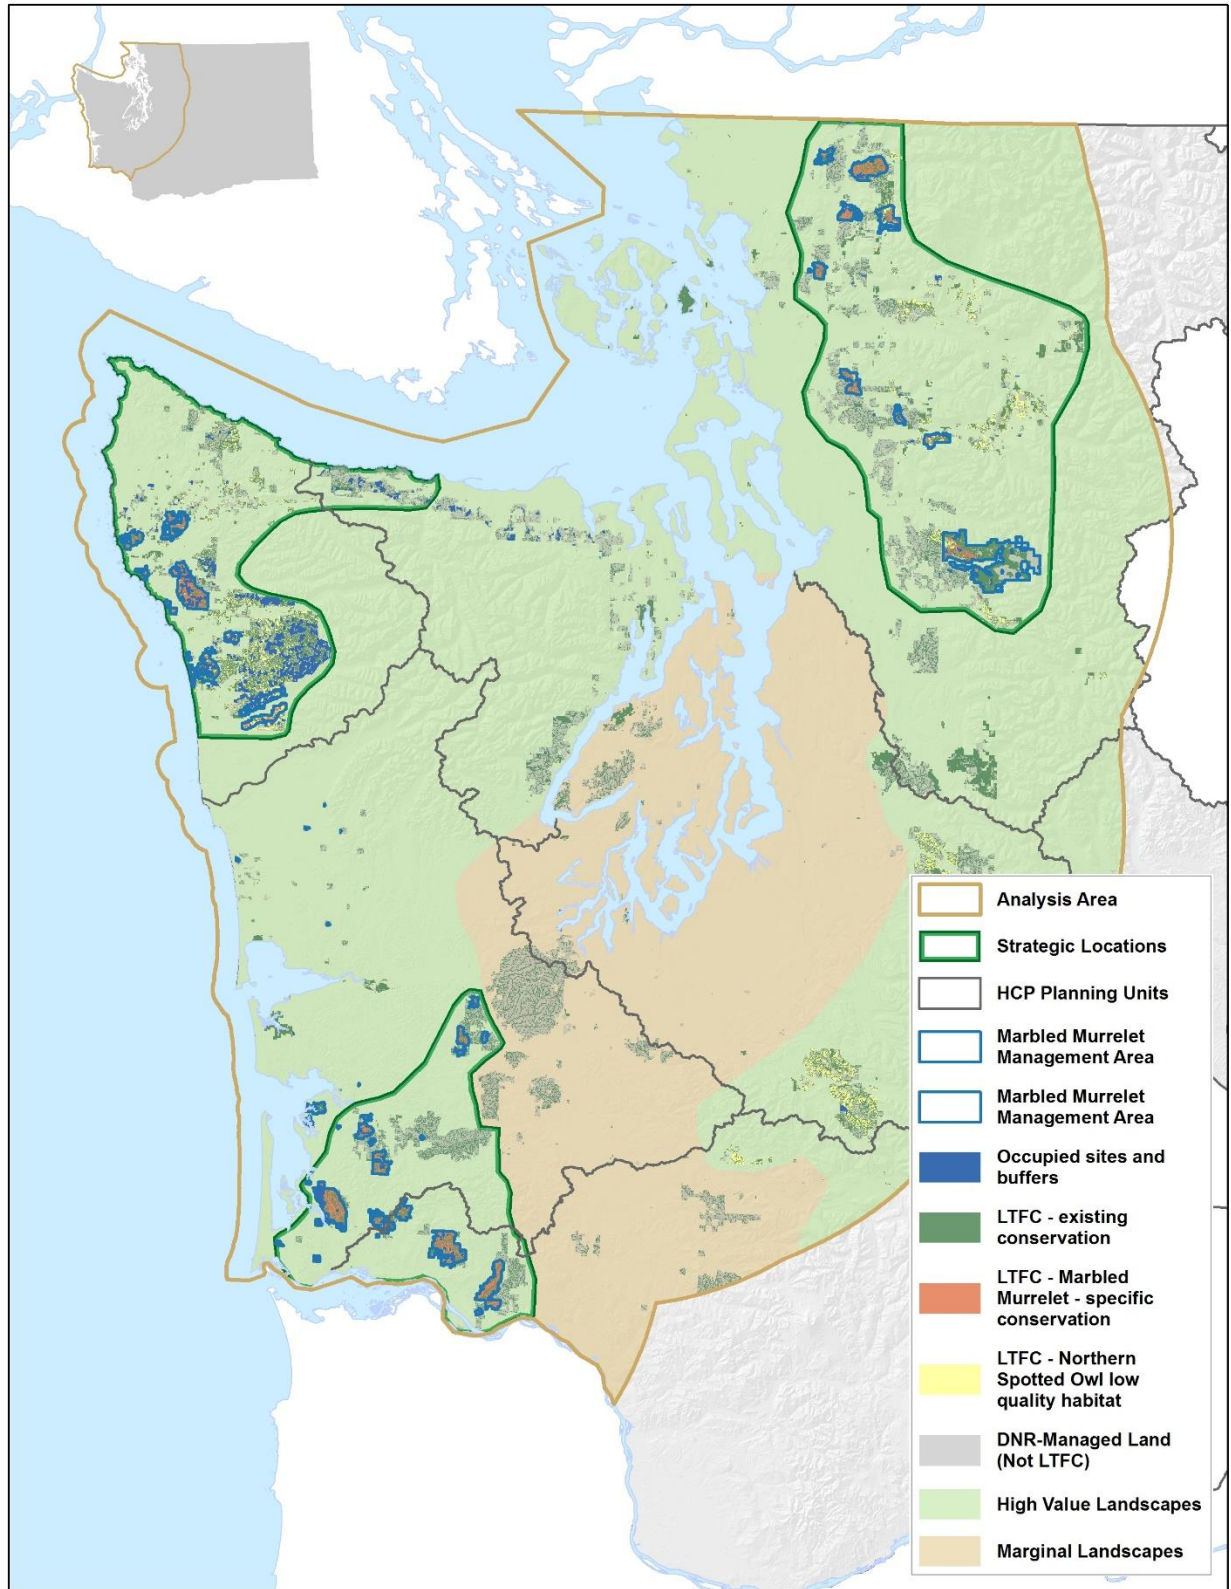 Analysis Area
Strategic Locations
HCP Planning Units
Marbled Murrelet
Management Area
Marbled Murrelet
Management Area
Occupied sites and
buffers
LTFC - existing
conservation
LTFC - Marbled
Murrelet - specific
conservation
LTFC - Northern
Spotted Owl low
quality habitat
DNR-Managed Land
(Not LTFC)
High Value Landscapes
Marginal Landscapes